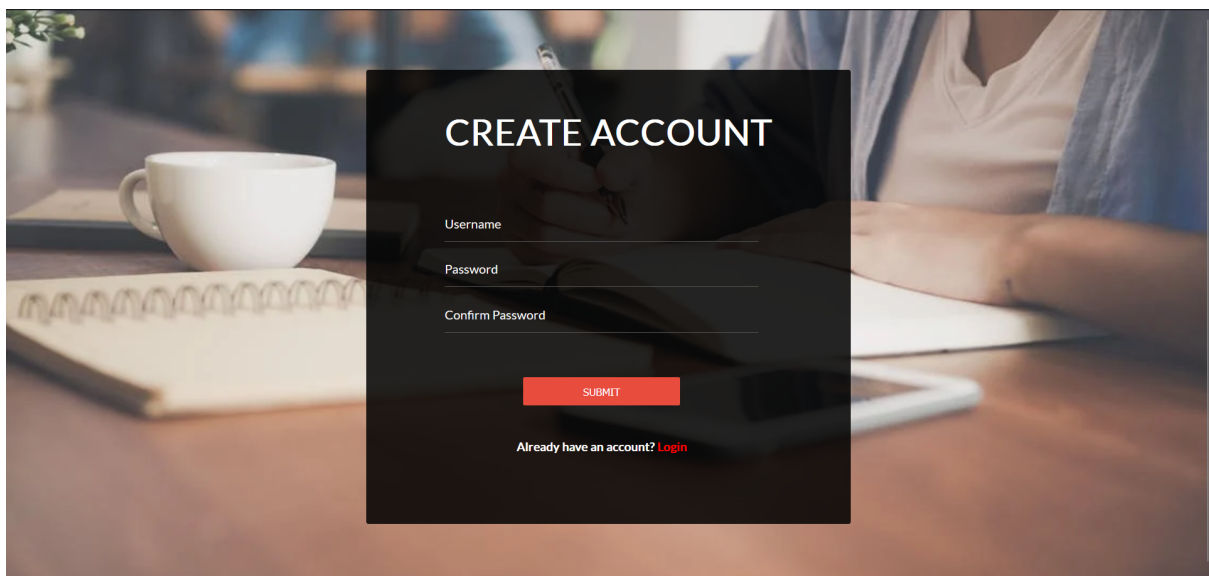 CREATE ACCOUNT
Username
Password
Confirm Password
SUBMIT
Already have an account? Login